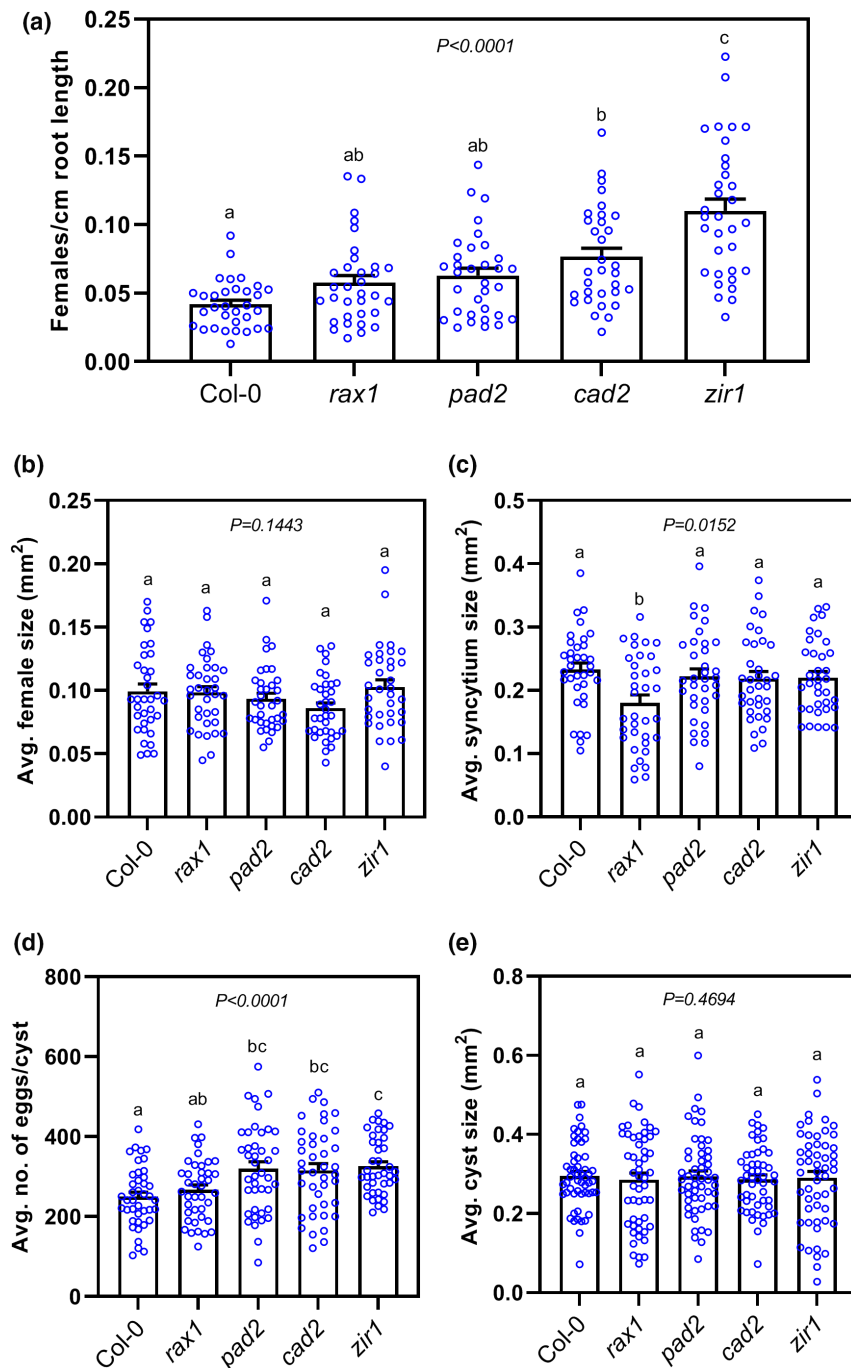 (a)
Females/cm root length
0.25
0.20
0.15
0.10
0.05
0.00
P<0.0001
a
ab
ab
b
c
Col-0
rax1
pad2
cad2
zir1
(b)
Avg. female size (mm²)
0.25
0.20
0.15
0.10
0.05
0.00
P=0.1443
a
a
a
a
a
Col-0
rax1
pad2
cad2
zir1
(c)
Avg. syncytium size (mm²)
0.5
0.4
0.3
0.2
0.1
0.0
P=0.0152
a
b
a
a
a
Col-0
rax1
pad2
cad2
zir1
(d)
Avg. no. of eggs/cyst
800
600
400
200
0
P<0.0001
a
ab
bc
bc
c
Col-0
rax1
pad2
cad2
zir1
(e)
Avg. cyst size (mm²)
0.8
0.6
0.4
0.2
0.0
P=0.4694
a
a
a
a
a
Col-0
rax1
pad2
cad2
zir1